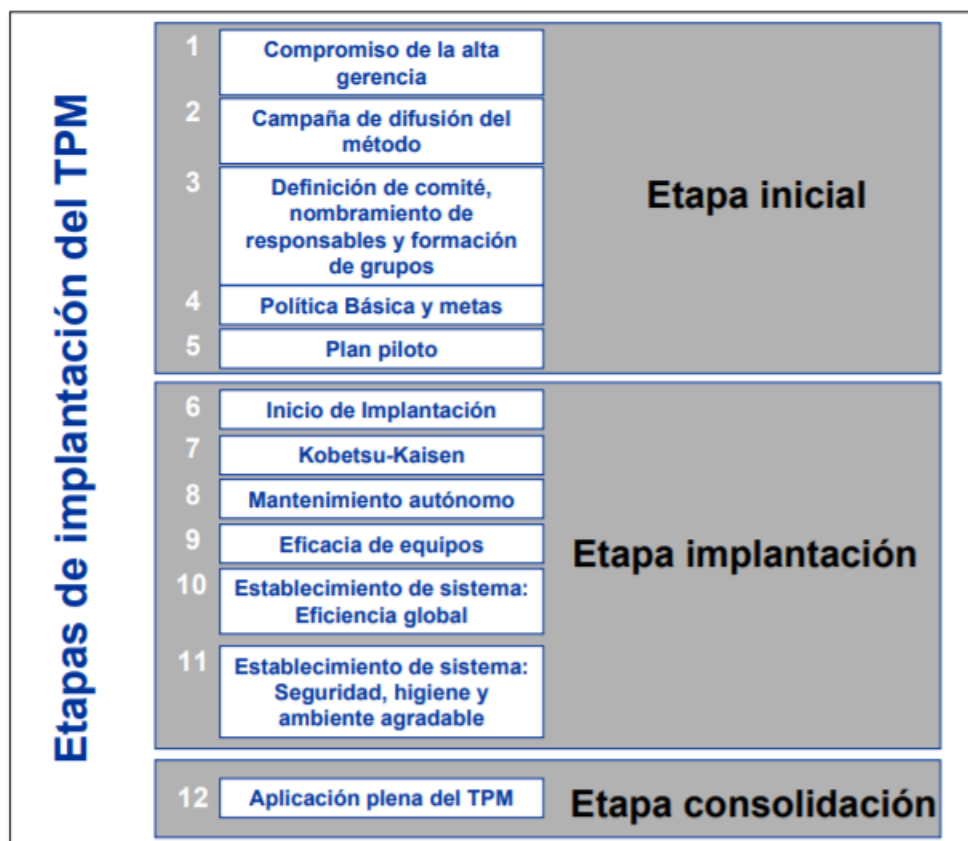 Etapas de implantación del TPM
1
Compromiso de la alta
gerencia
2
Campaña de difusión del
método
3
Definición de comité,
nombramiento de
responsables y formación
de grupos
4
Política Básica y metas
5
Plan piloto
Etapa inicial
6
Inicio de Implantación
7
Kobetsu-Kaisen
8
Mantenimiento autónomo
9
Eficacia de equipos
10
Establecimiento de sistema:
Eficiencia global
11
Establecimiento de sistema:
Seguridad, higiene y
ambiente agradable
Etapa implantación
12
Aplicación plena del TPM
Etapa consolidación